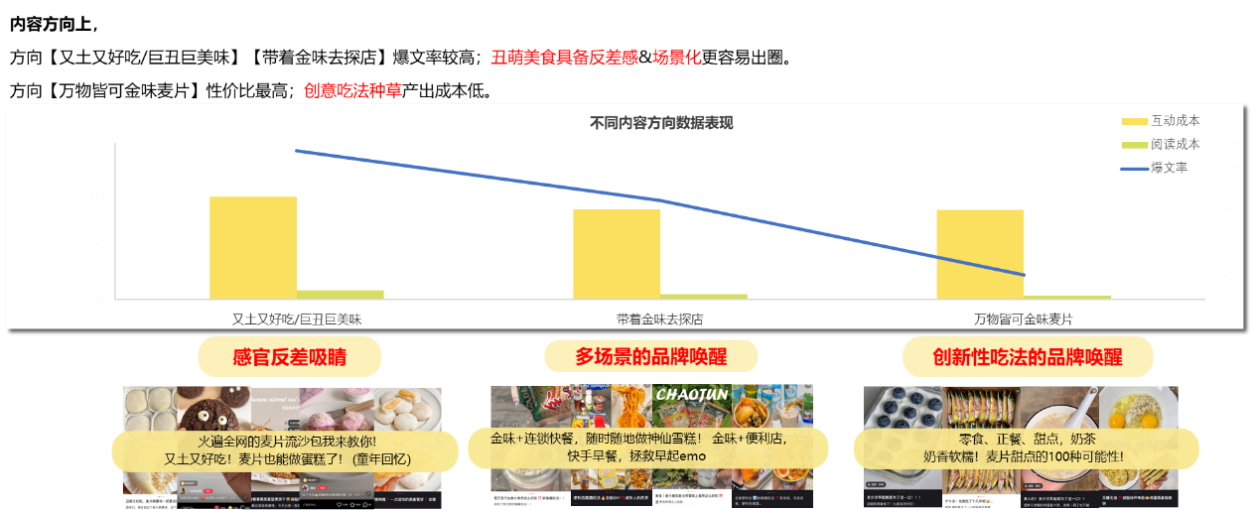 内容方向上，
方向【又土又好吃/巨丑巨美味】【带着金味去探店】爆文率较高；丑萌美食具备反差感&场景化更容易出圈。
方向【万物皆可金味麦片】性价比最高；创意吃法种草产出成本低。
不同内容方向数据表现
互动成本
阅读成本
爆文率
又土又好吃/巨丑巨美味
带着金味去探店
万物皆可金味麦片
感官反差吸睛
多场景的品牌唤醒
创新性吃法的品牌唤醒
CHAOJUN
火遍全网的麦片流沙包我来教你!
又土又好吃！麦片也能做蛋糕了！(童年回忆)
金味+连锁快餐，随时随地做神仙雪糕！ 金味+便利店，
快手早餐，拯救早起emo
零食、正餐、甜点，奶茶
奶香软糯！麦片甜点的100种可能性!